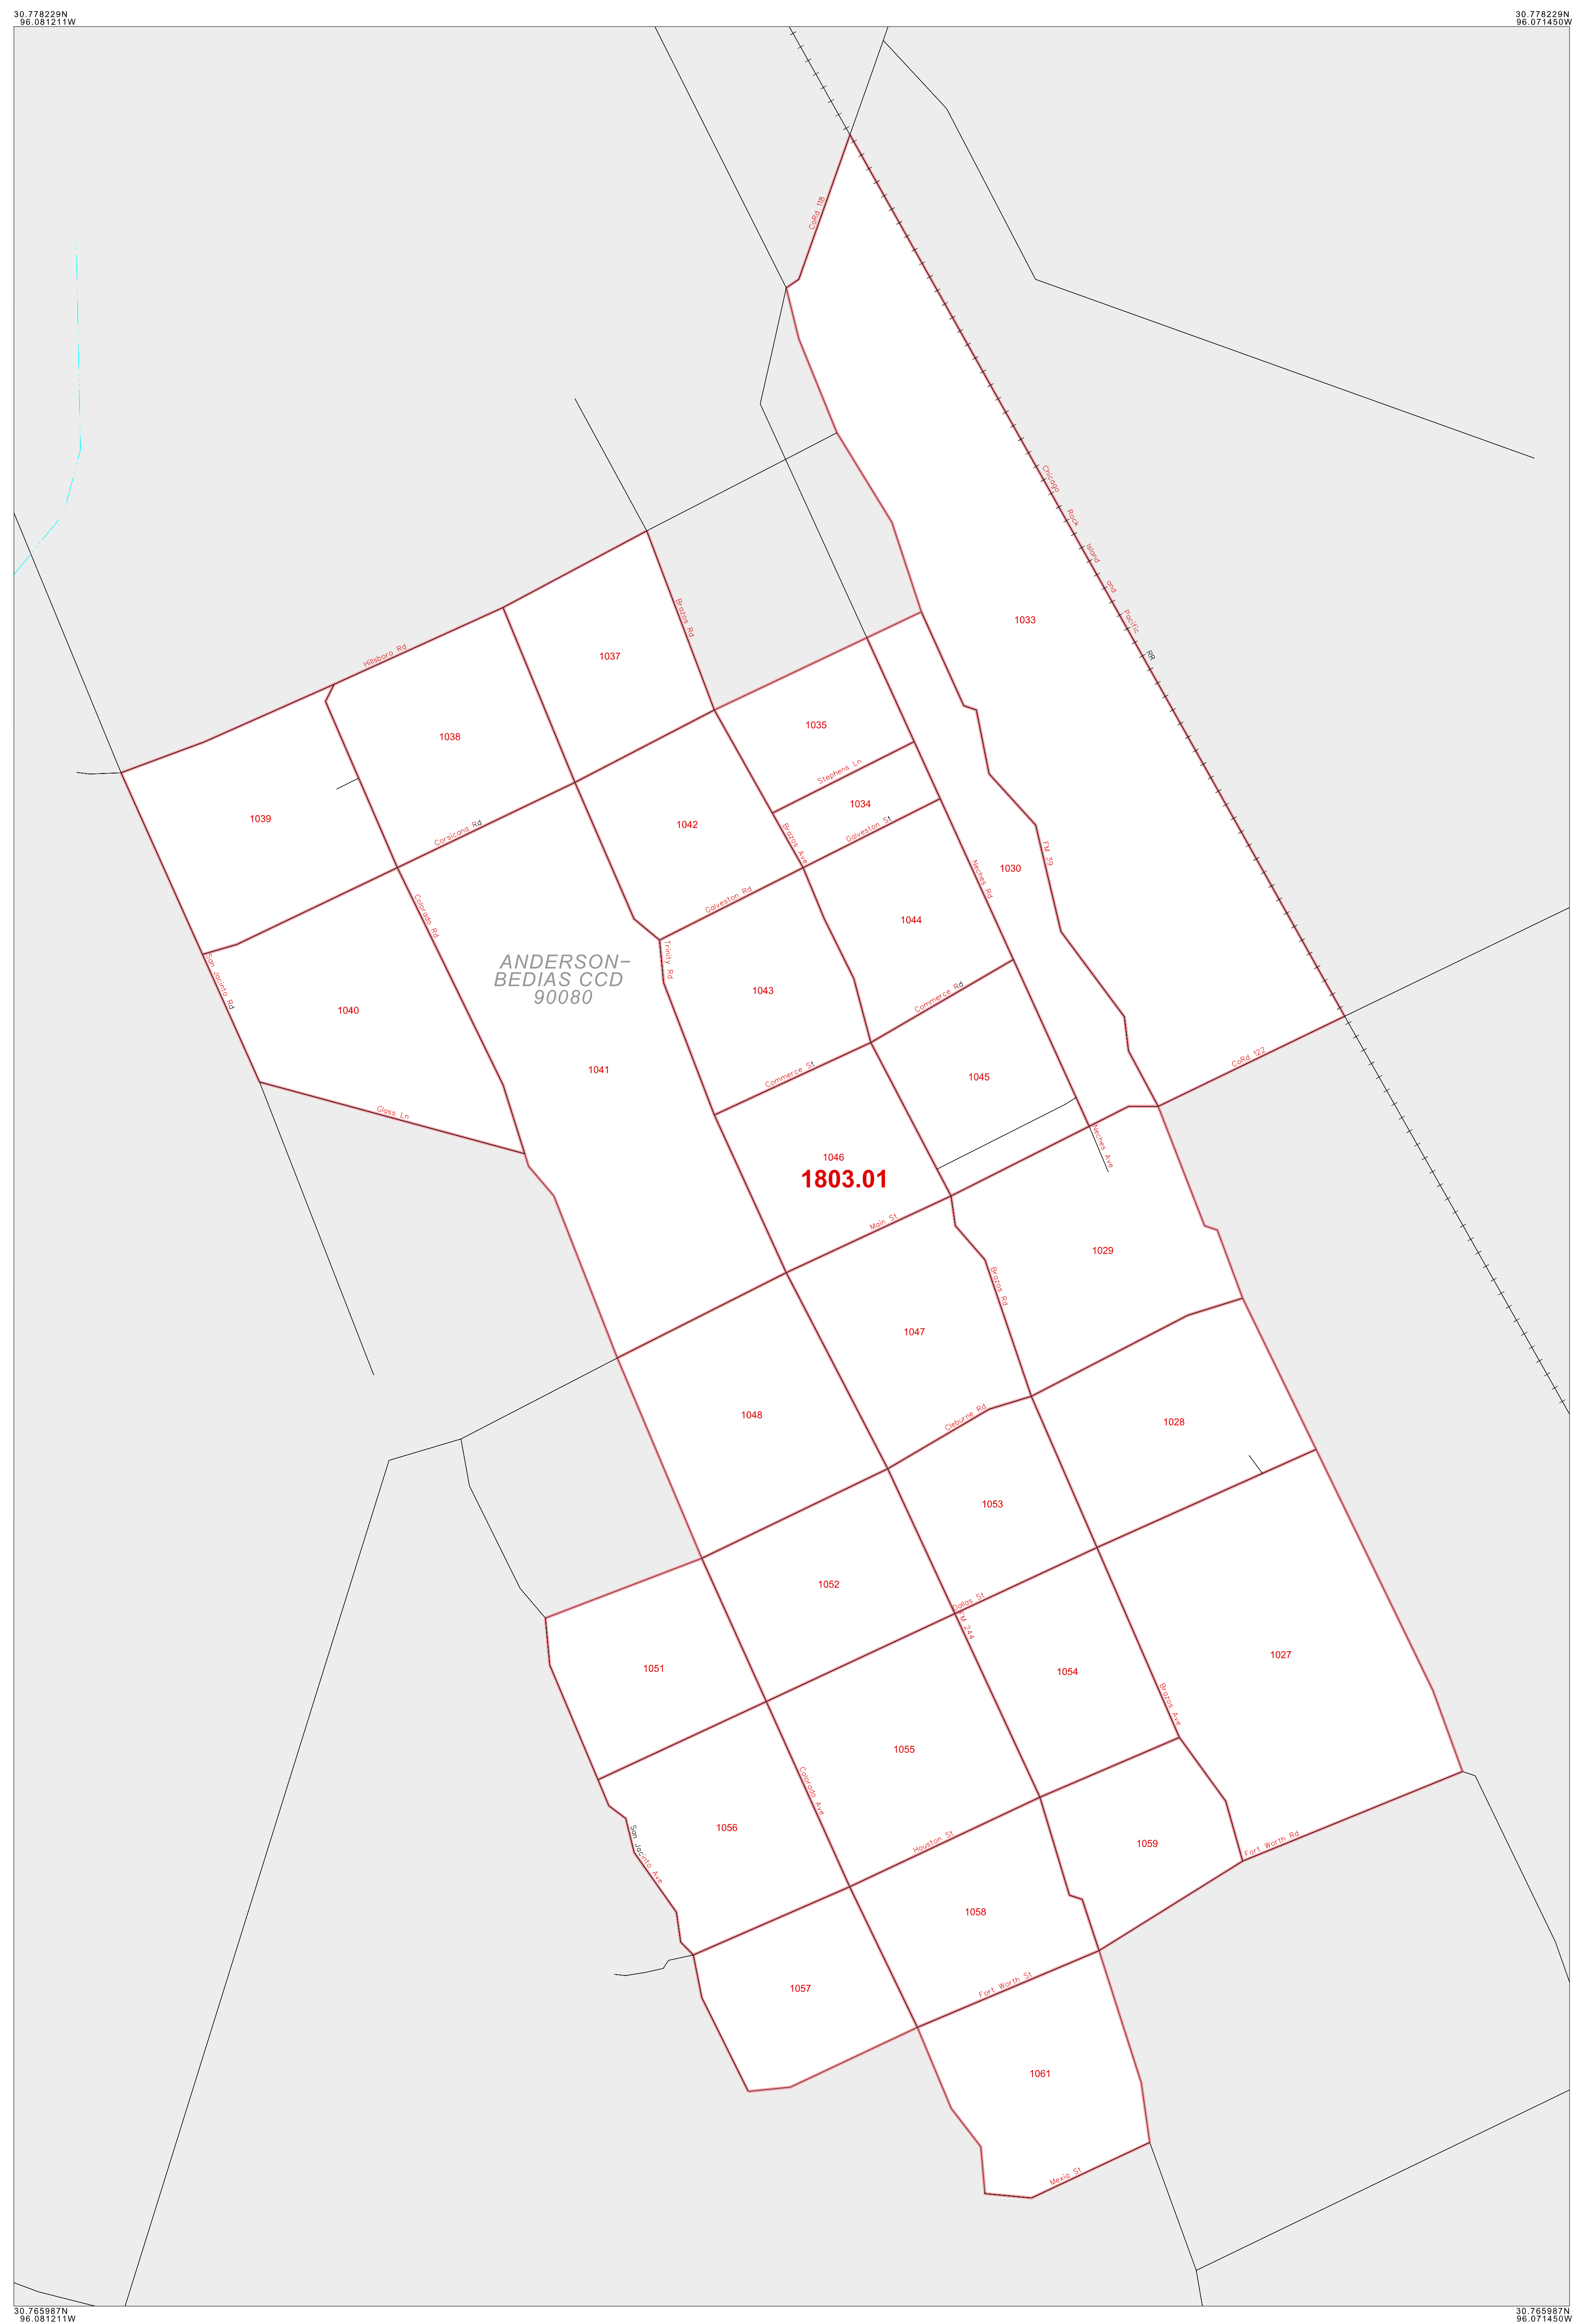 30.778229N
96.081211W
30.778229N
96.071450W
CoRd 118
Chicago Rock Island and Pacific RR
1033
Brazos Rd
Hillsboro Rd
1037
1035
1038
Stephens Ln
1034
1039
1042
Corsicana Rd
Brazos Ave
Galveston St
FM 39
1030
Neches Rd
Galveston Rd
Colorado Rd
1044
Trinity Rd
ANDERSON-
BEDIAS CCD
90080
San Jacinto Rd
1043
Commerce Rd
1040
CoRd 122
1041
Commerce St
1045
Glass Ln
Neches Ave
1046
1803.01
Main St
1029
Brazos Rd
1047
1048
Cleburne Rd
1028
1053
1052
Dallas St
FM 244
1051
1054
1027
Brazos Ave
1055
Colorado Ave
1056
San Jacinto Ave
Houston St
1059
Fort Worth Rd
1058
1057
Fort Worth St
1061
Mexia St
30.765987N
96.081211W
30.765987N
96.071450W